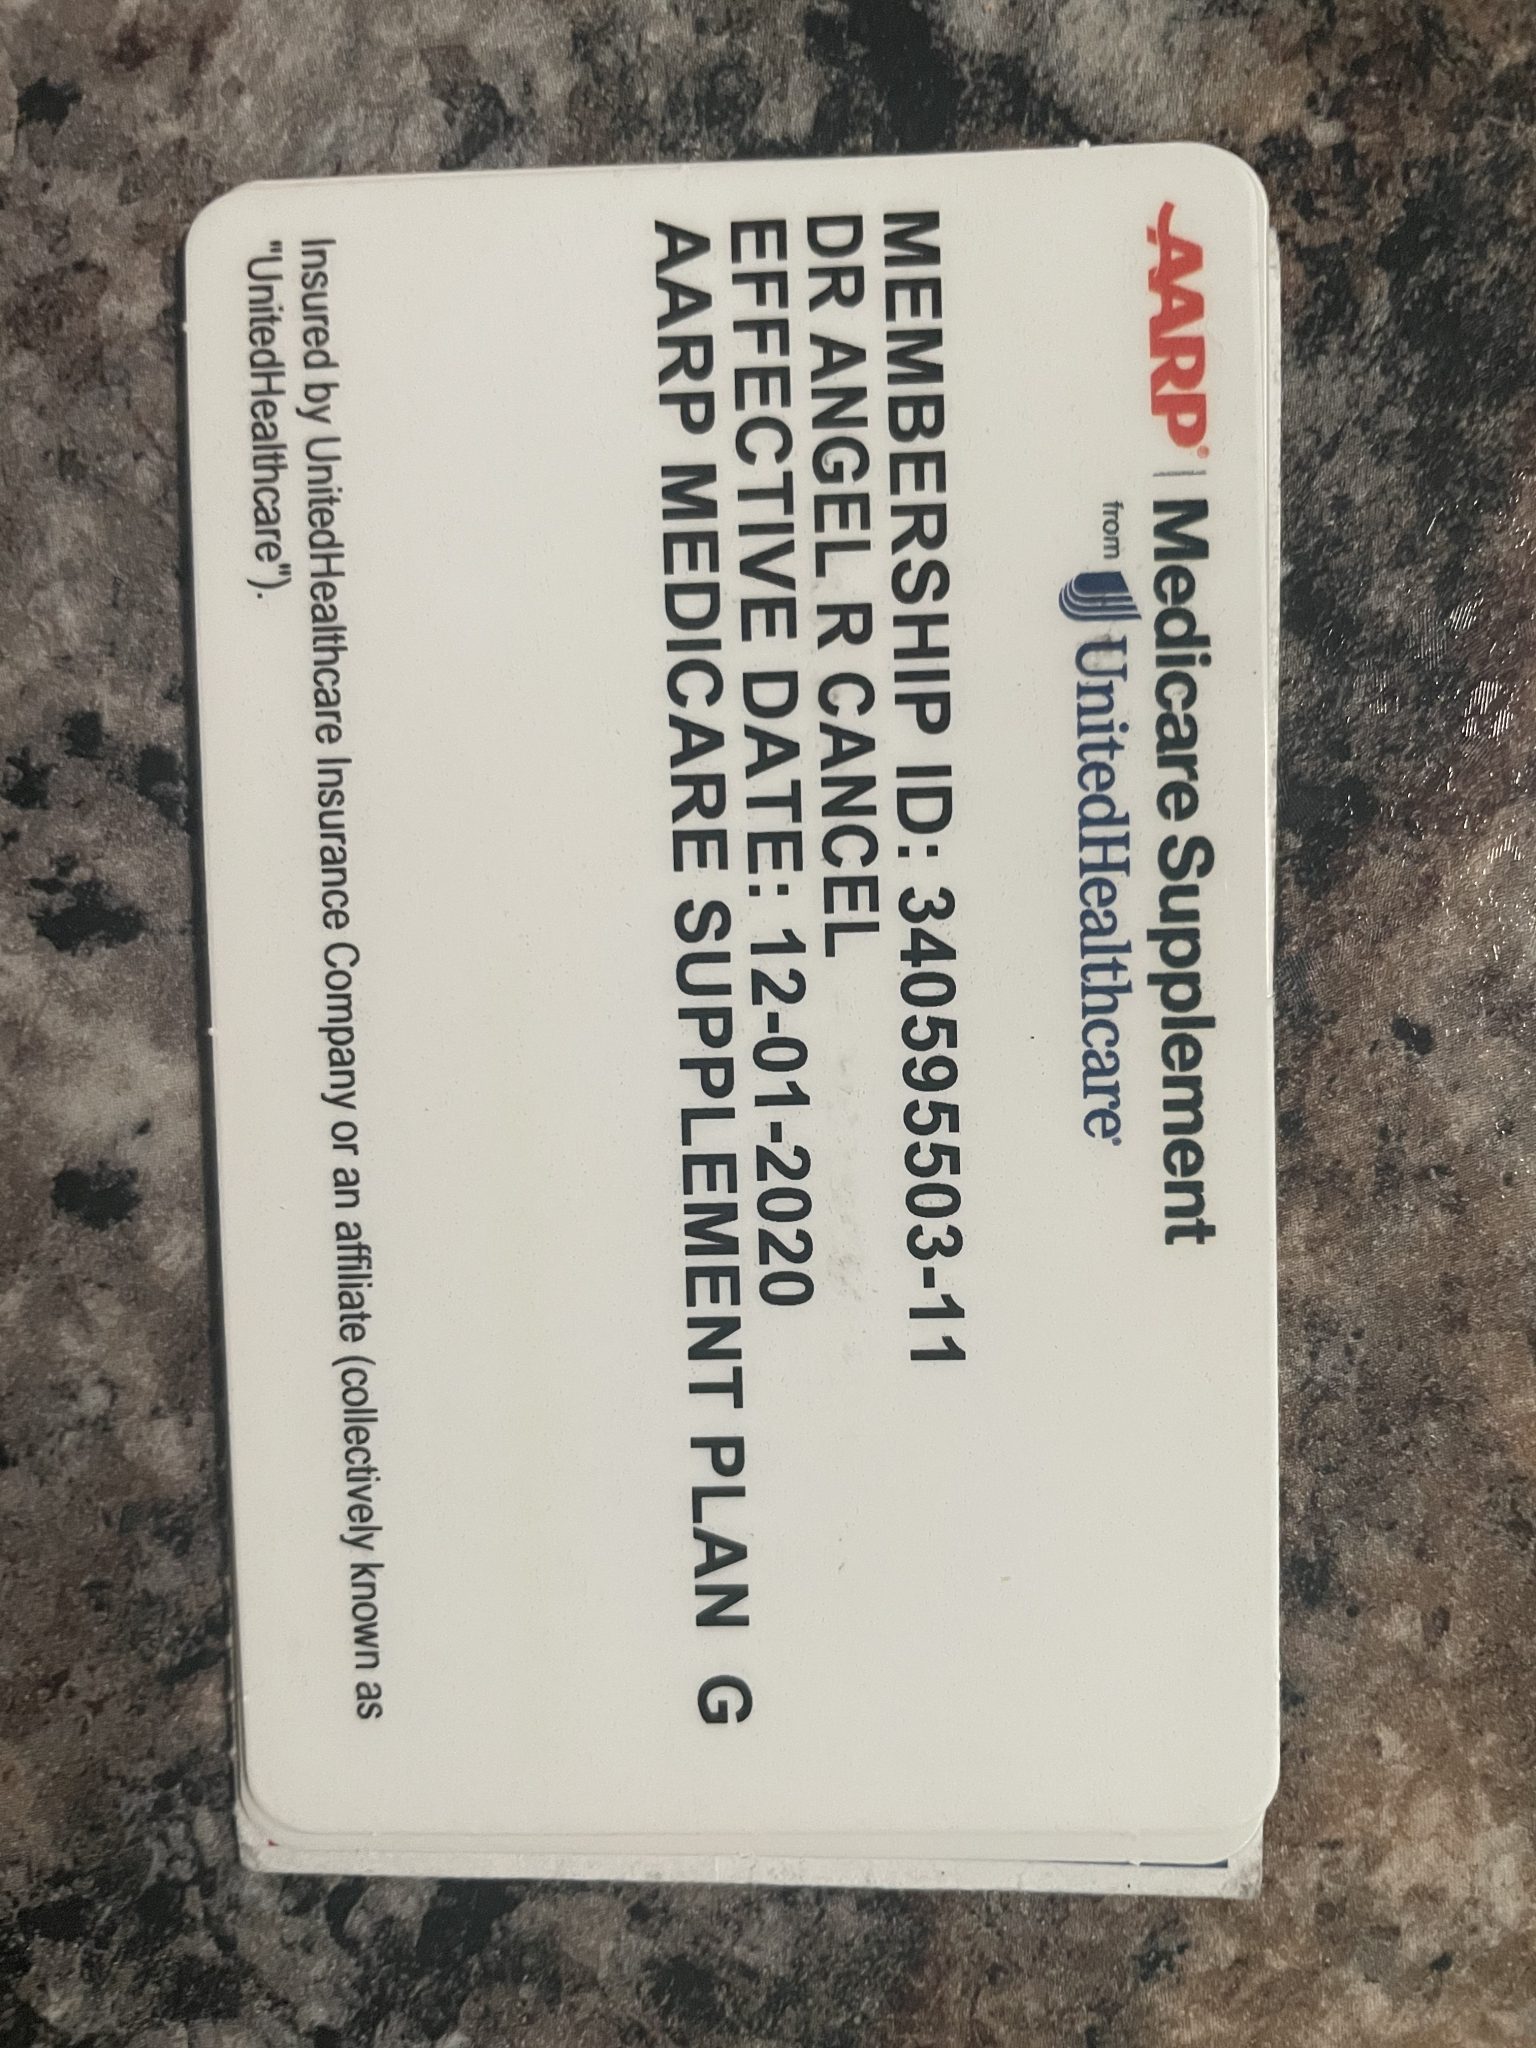 AARP® | Medicare Supplement
from UnitedHealthcare®
MEMBERSHIP ID: 340595503-11
DR ANGEL R CANCEL
EFFECTIVE DATE: 12-01-2020
AARP MEDICARE SUPPLEMENT PLAN G
Insured by UnitedHealthcare Insurance Company or an affiliate (collectively known as
"UnitedHealthcare").